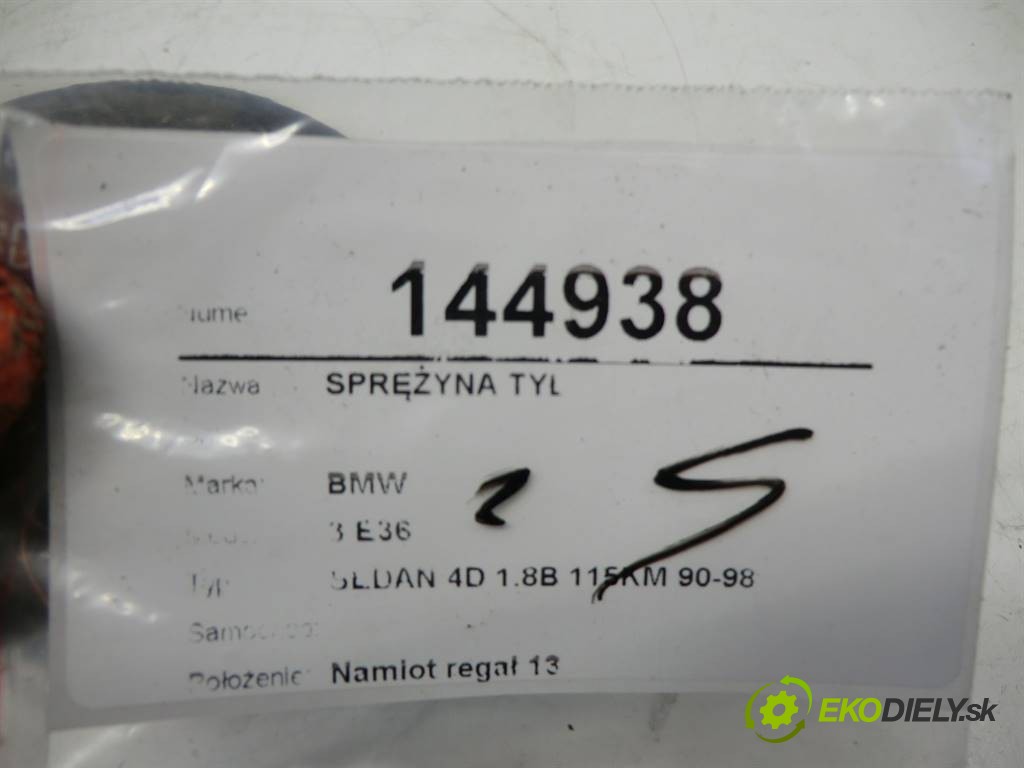 144938
Nazwa SPRĘŻYNA TYŁ
Marka: BMW
3 E36
Typ: SEDAN 4D 1.8B 115KM 90-98
Położenie: Namiot regał 13
EKODIELY.sk